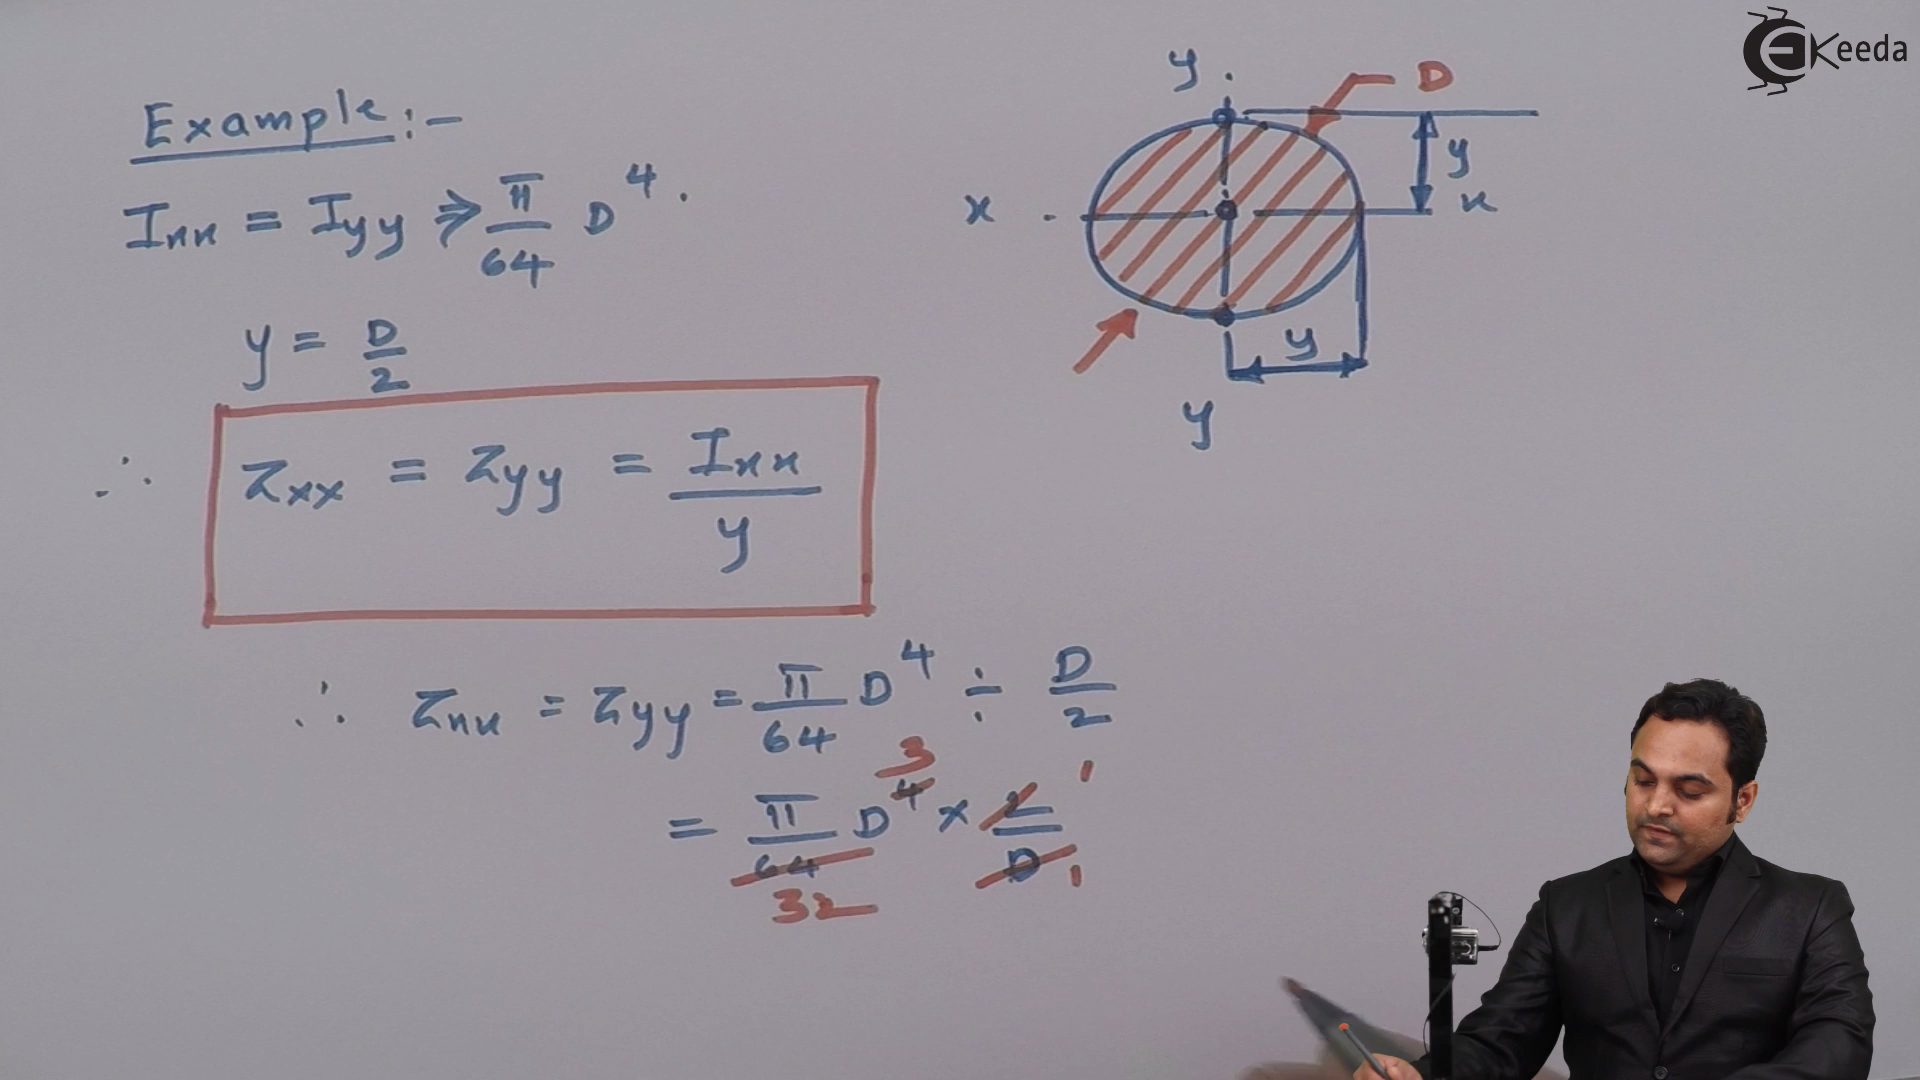 EKeeda
Example:-
Ixx = Iyy ⇒ π/64 D⁴.
y = D/2
∴ Zxx = Zyy = Ixx/y
∴ Zxx = Zyy = π/64 D⁴ ÷ D/2
= π/64 D⁴ × 2/D
3
1
32
1
y
D
y
x
x
y
y